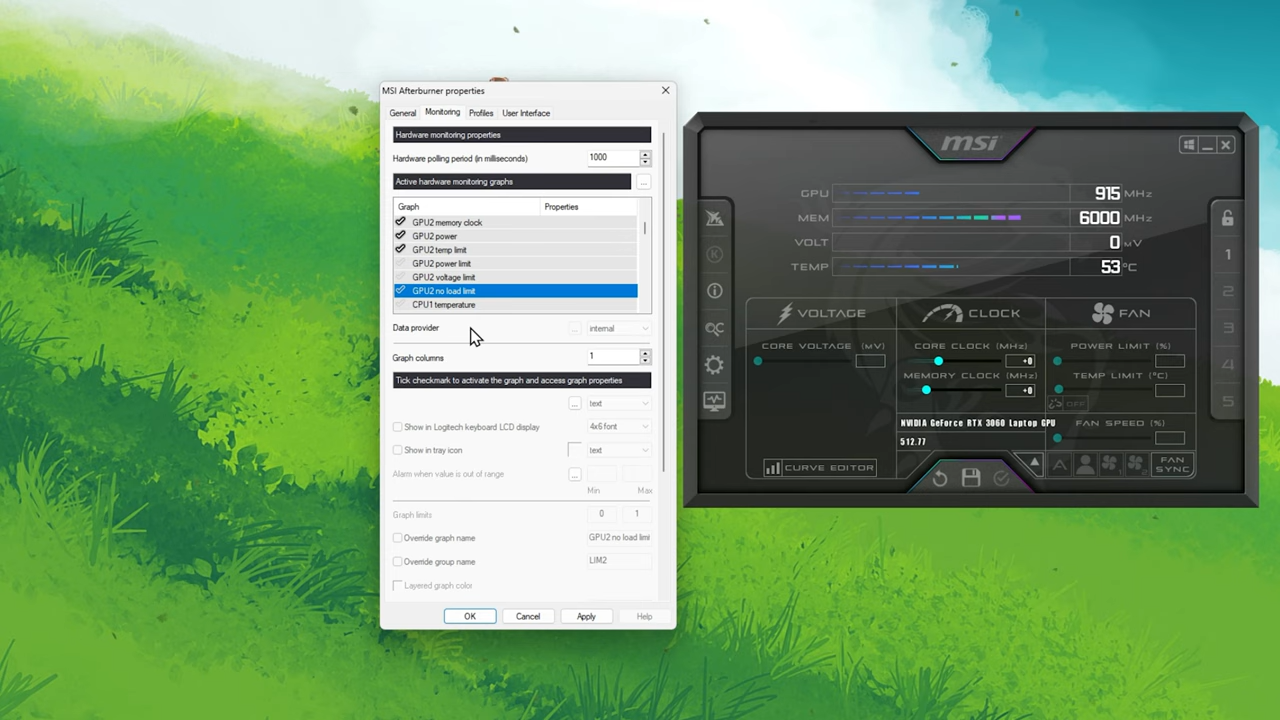 MSI Afterburner properties
General Monitoring Profiles User Interface
Hardware monitoring properties
Hardware polling period (in milliseconds) 1000
Active hardware monitoring graphs ...
Graph Properties
GPU2 memory clock
GPU2 power
GPU2 temp limit
GPU2 power limit
GPU2 voltage limit
GPU2 no load limit
CPU1 temperature
Data provider ... internal
Graph columns 1
Tick checkmark to activate the graph and access graph properties
... text
Show in Logitech keyboard LCD display 4x6 font
Show in tray icon text
Alarm when value is out of range ...
Min Max
Graph limits 0 1
Override graph name GPU2 no load limit
Override group name LIM2
Layered graph color
OK Cancel Apply Help
msi
GPU 915 MHz
MEM 6000 MHz
VOLT 0 mV
TEMP 53 °C
K
OC
1
2
3
4
5
VOLTAGE CLOCK FAN
CORE VOLTAGE (MV) CORE CLOCK (MHz) +0 POWER LIMIT (%)
MEMORY CLOCK (MHz) +0 TEMP LIMIT (°C)
OFF
NVIDIA GeForce RTX 3060 Laptop GPU FAN SPEED (%)
512.77
CURVE EDITOR A FAN SYNC